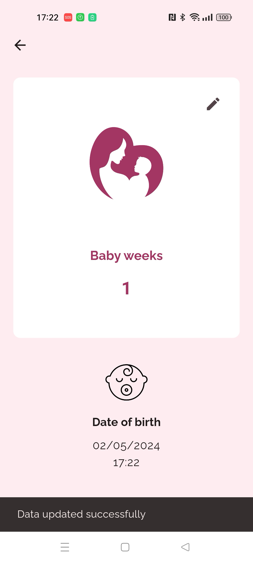 17:22
100
Baby weeks
1
Date of birth
02/05/2024
17:22
Data updated successfully